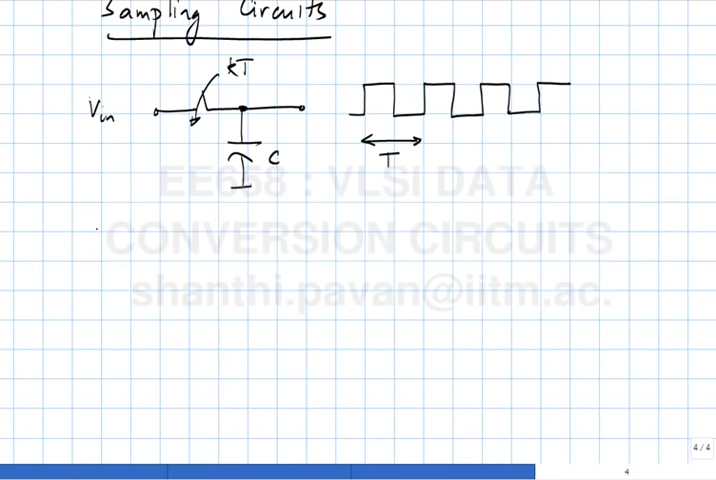 Sampling Circuits
kT
Vin
C
T
EE658 : VLSI DATA
CONVERSION CIRCUITS
shanthi.pavan@iitm.ac.
4 / 4
4